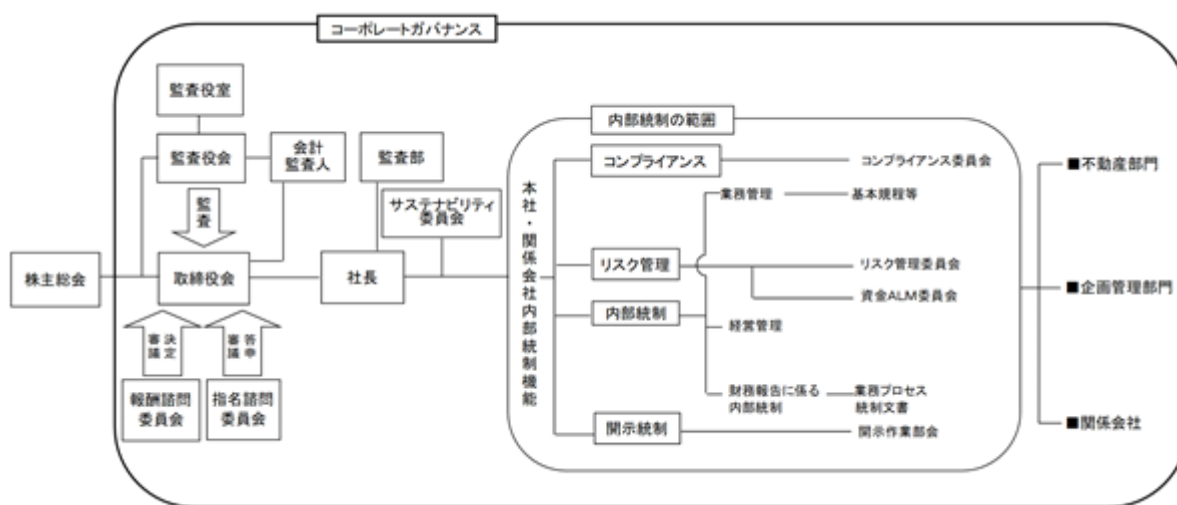 コーポレートガバナンス
監査役室
監査役会
会計
監査人
監査部
サステナビリティ
委員会
監査
株主総会
取締役会
社長
審議
決定
審議
答申
報酬諮問
委員会
指名諮問
委員会
内部統制の範囲
本社・関係会社内部統制機能
コンプライアンス
コンプライアンス委員会
業務管理
基本規程等
リスク管理
リスク管理委員会
資金ALM委員会
内部統制
経営管理
財務報告に係る
内部統制
業務プロセス
統制文書
開示統制
開示作業部会
■不動産部門
■企画管理部門
■関係会社